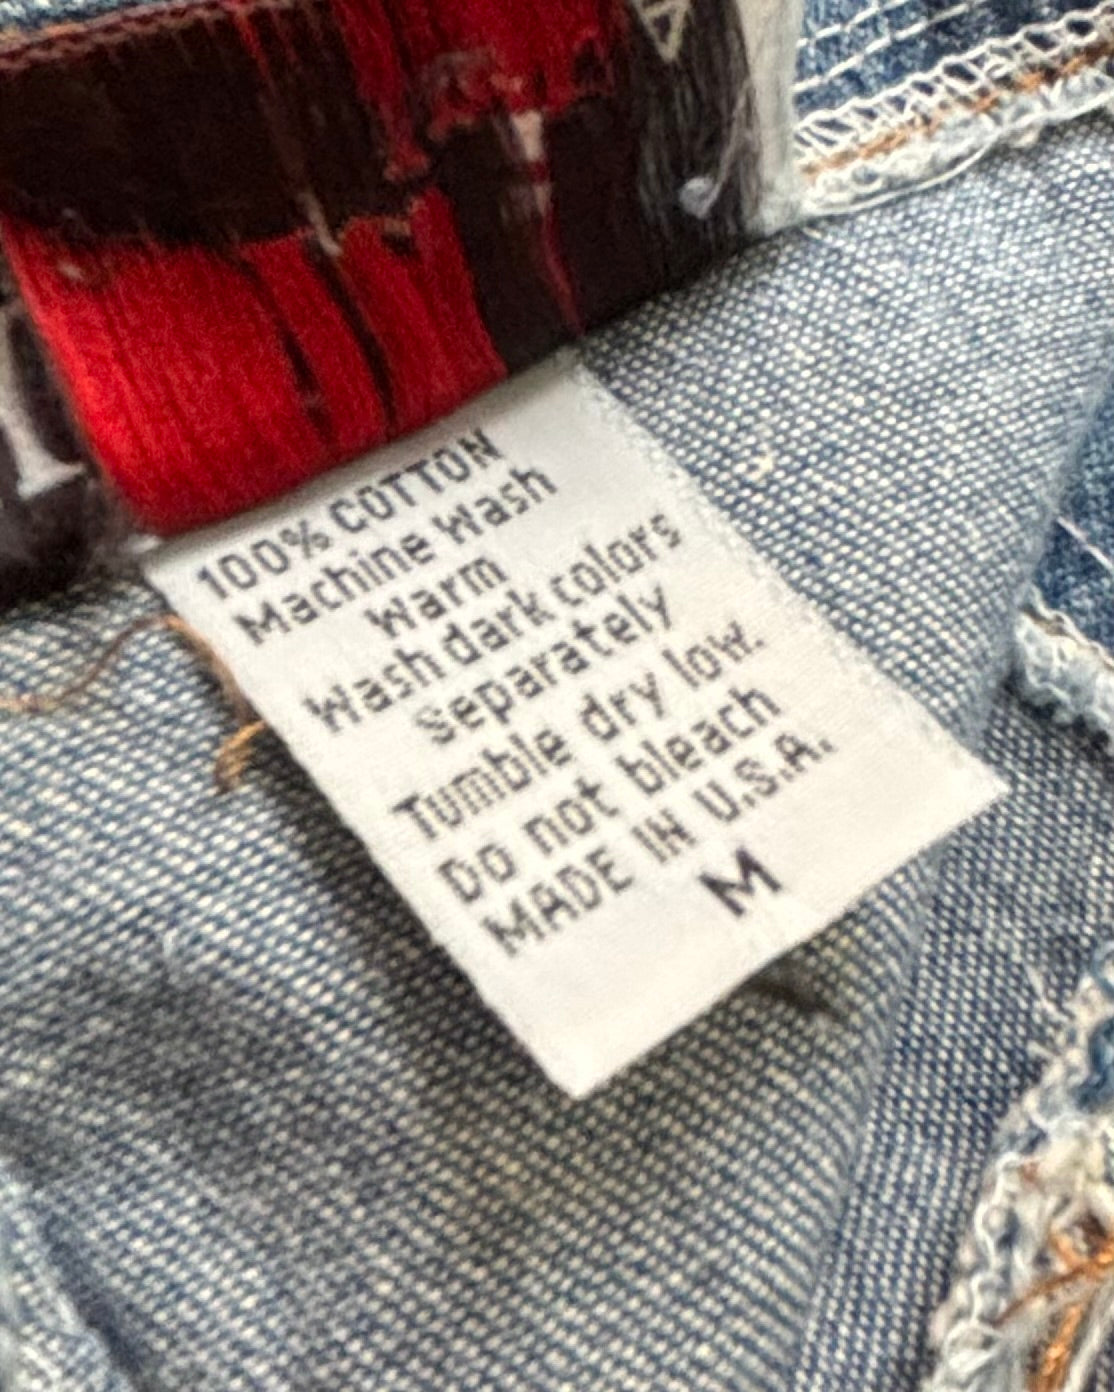 100% COTTON
Machine Wash
Warm
Wash dark colors
Separately
Tumble dry low.
Do not bleach
MADE IN U.S.A.
M